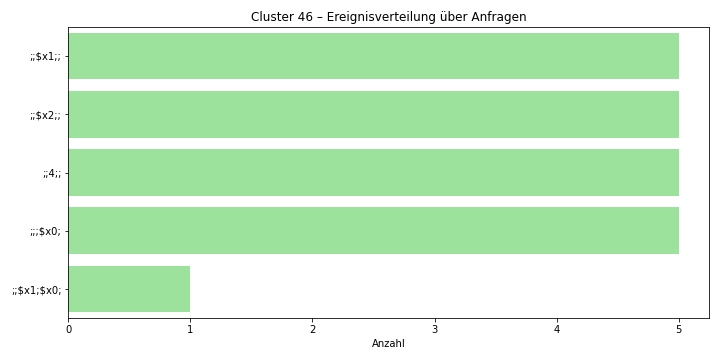 Cluster 46 – Ereignisverteilung über Anfragen
;;$x1;;
;;$x2;;
;;4;;
;;;$x0;
;;$x1;$x0;
0 1 2 3 4 5
Anzahl